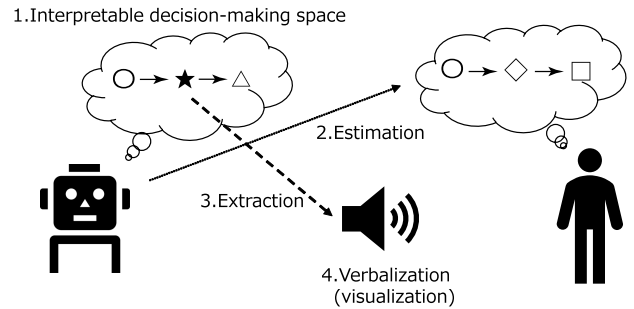 1.Interpretable decision-making space
2.Estimation
3.Extraction
4.Verbalization
(visualization)